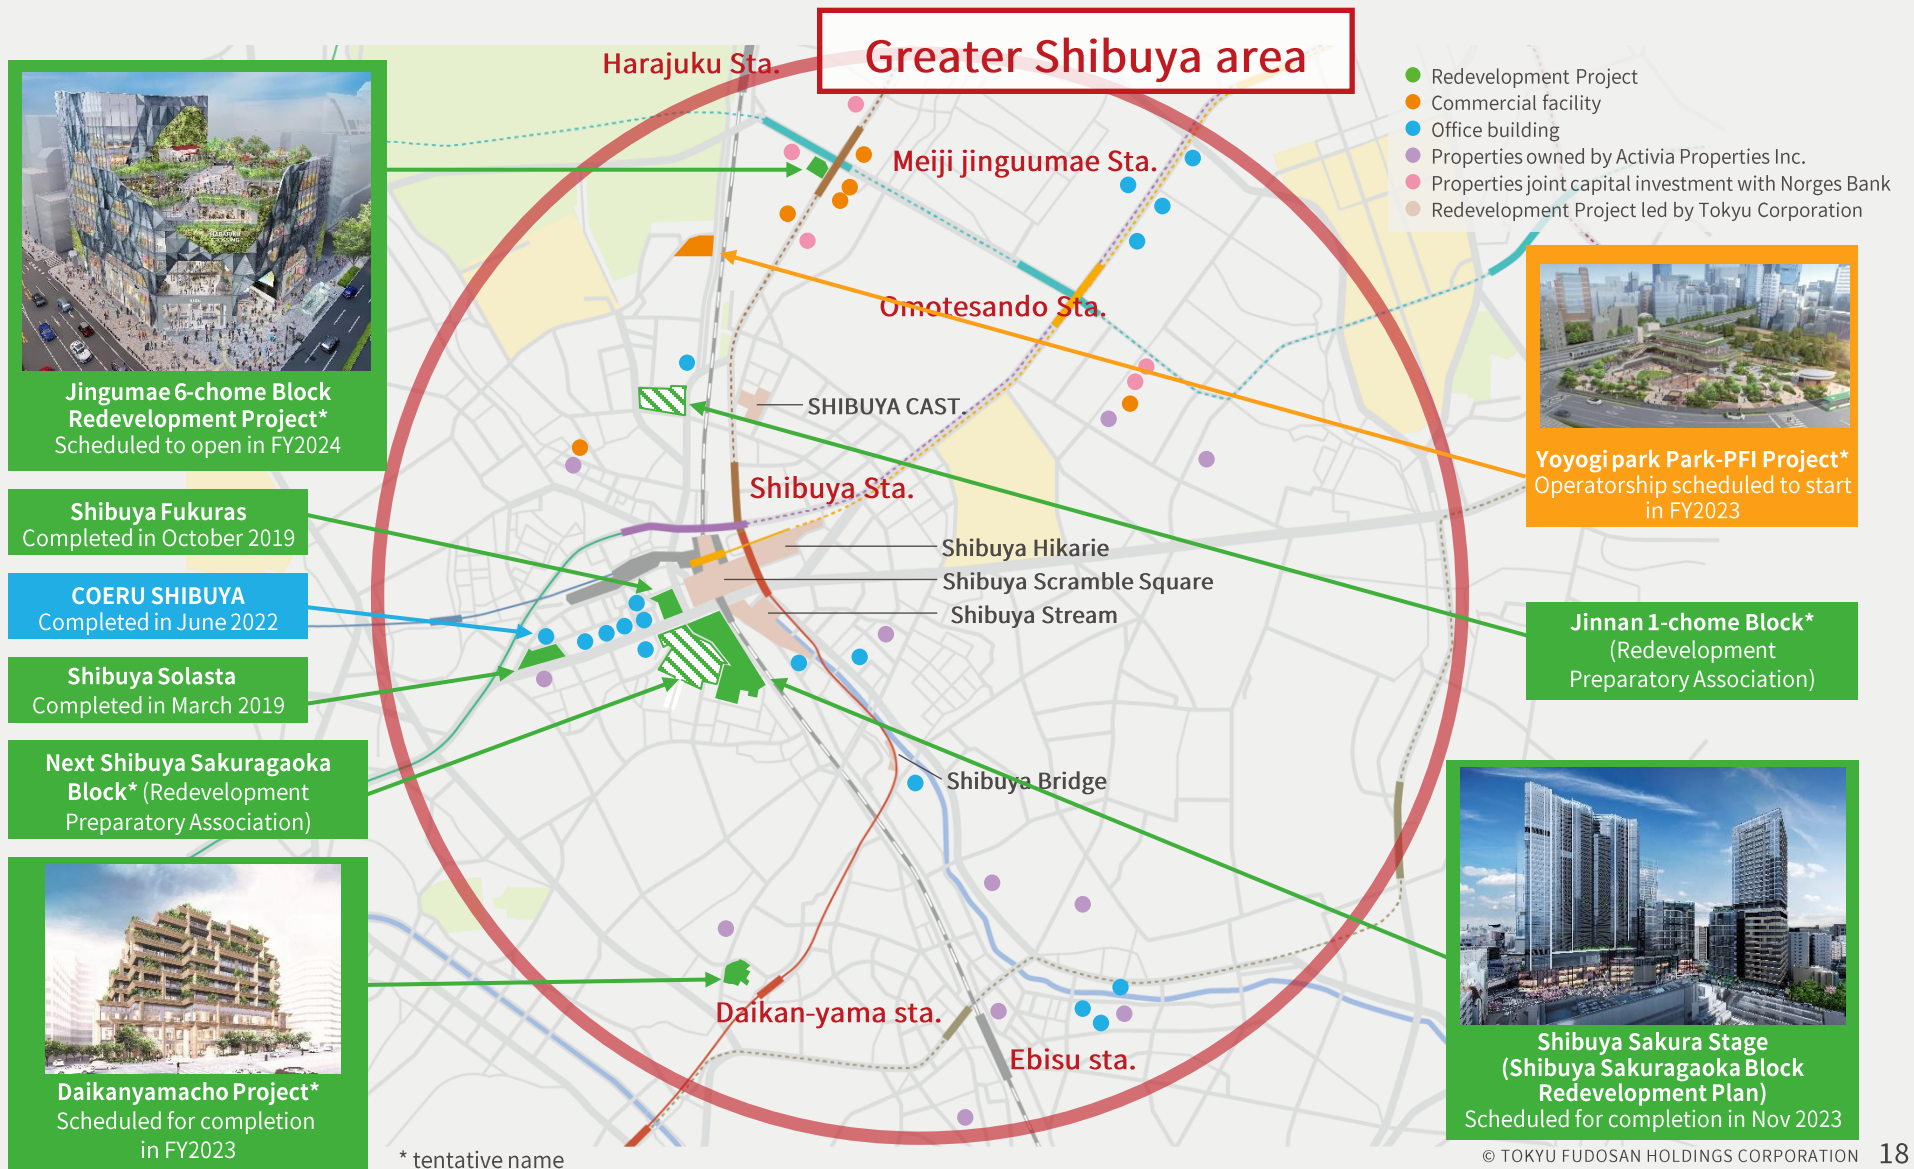 Greater Shibuya area
Redevelopment Project
Commercial facility
Office building
Properties owned by Activia Properties Inc.
Properties joint capital investment with Norges Bank
Redevelopment Project led by Tokyu Corporation
Harajuku Sta.
Meiji jinguumae Sta.
Omotesando Sta.
SHIBUYA CAST.
Shibuya Sta.
Shibuya Hikarie
Shibuya Scramble Square
Shibuya Stream
Shibuya Bridge
Daikan-yama sta.
Ebisu sta.
Jingumae 6-chome Block
Redevelopment Project*
Scheduled to open in FY2024
Shibuya Fukuras
Completed in October 2019
COERU SHIBUYA
Completed in June 2022
Shibuya Solasta
Completed in March 2019
Next Shibuya Sakuragaoka
Block* (Redevelopment
Preparatory Association)
Daikanyamacho Project*
Scheduled for completion
in FY2023
Yoyogi park Park-PFI Project*
Operatorship scheduled to start
in FY2023
Jinnan 1-chome Block*
(Redevelopment
Preparatory Association)
Shibuya Sakura Stage
(Shibuya Sakuragaoka Block
Redevelopment Plan)
Scheduled for completion in Nov 2023
* tentative name
© TOKYU FUDOSAN HOLDINGS CORPORATION 18